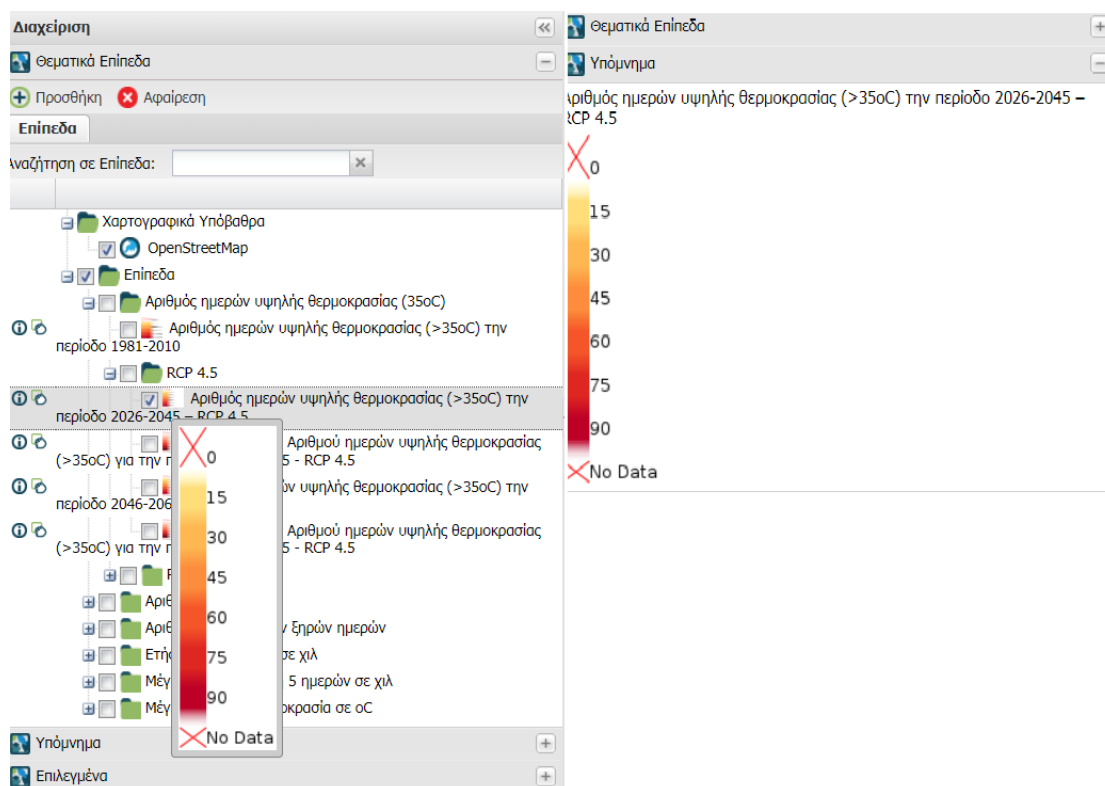 Διαχείριση
Θεματικά Επίπεδα
Προσθήκη Αφαίρεση
Επίπεδα
Αναζήτηση σε Επίπεδα:
Χαρτογραφικά Υπόβαθρα
OpenStreetMap
Επίπεδα
Αριθμός ημερών υψηλής θερμοκρασίας (35oC)
Αριθμός ημερών υψηλής θερμοκρασίας (>35oC) την
περίοδο 1981-2010
RCP 4.5
Αριθμός ημερών υψηλής θερμοκρασίας (>35oC) την
περίοδο 2026-2045 – RCP 4.5
Αριθμού ημερών υψηλής θερμοκρασίας
(>35oC) για την 5 - RCP 4.5
υψηλής θερμοκρασίας (>35oC) την
περίοδο 2046-206
Αριθμού ημερών υψηλής θερμοκρασίας
(>35oC) για την 5 - RCP 4.5
ξηρών ημερών
σε χιλ
5 ημερών σε χιλ
σε oC
0
15
30
45
60
75
90
No Data
Υπόμνημα
Επιλεγμένα
Θεματικά Επίπεδα
Υπόμνημα
Αριθμός ημερών υψηλής θερμοκρασίας (>35oC) την περίοδο 2026-2045 –
RCP 4.5
0
15
30
45
60
75
90
No Data